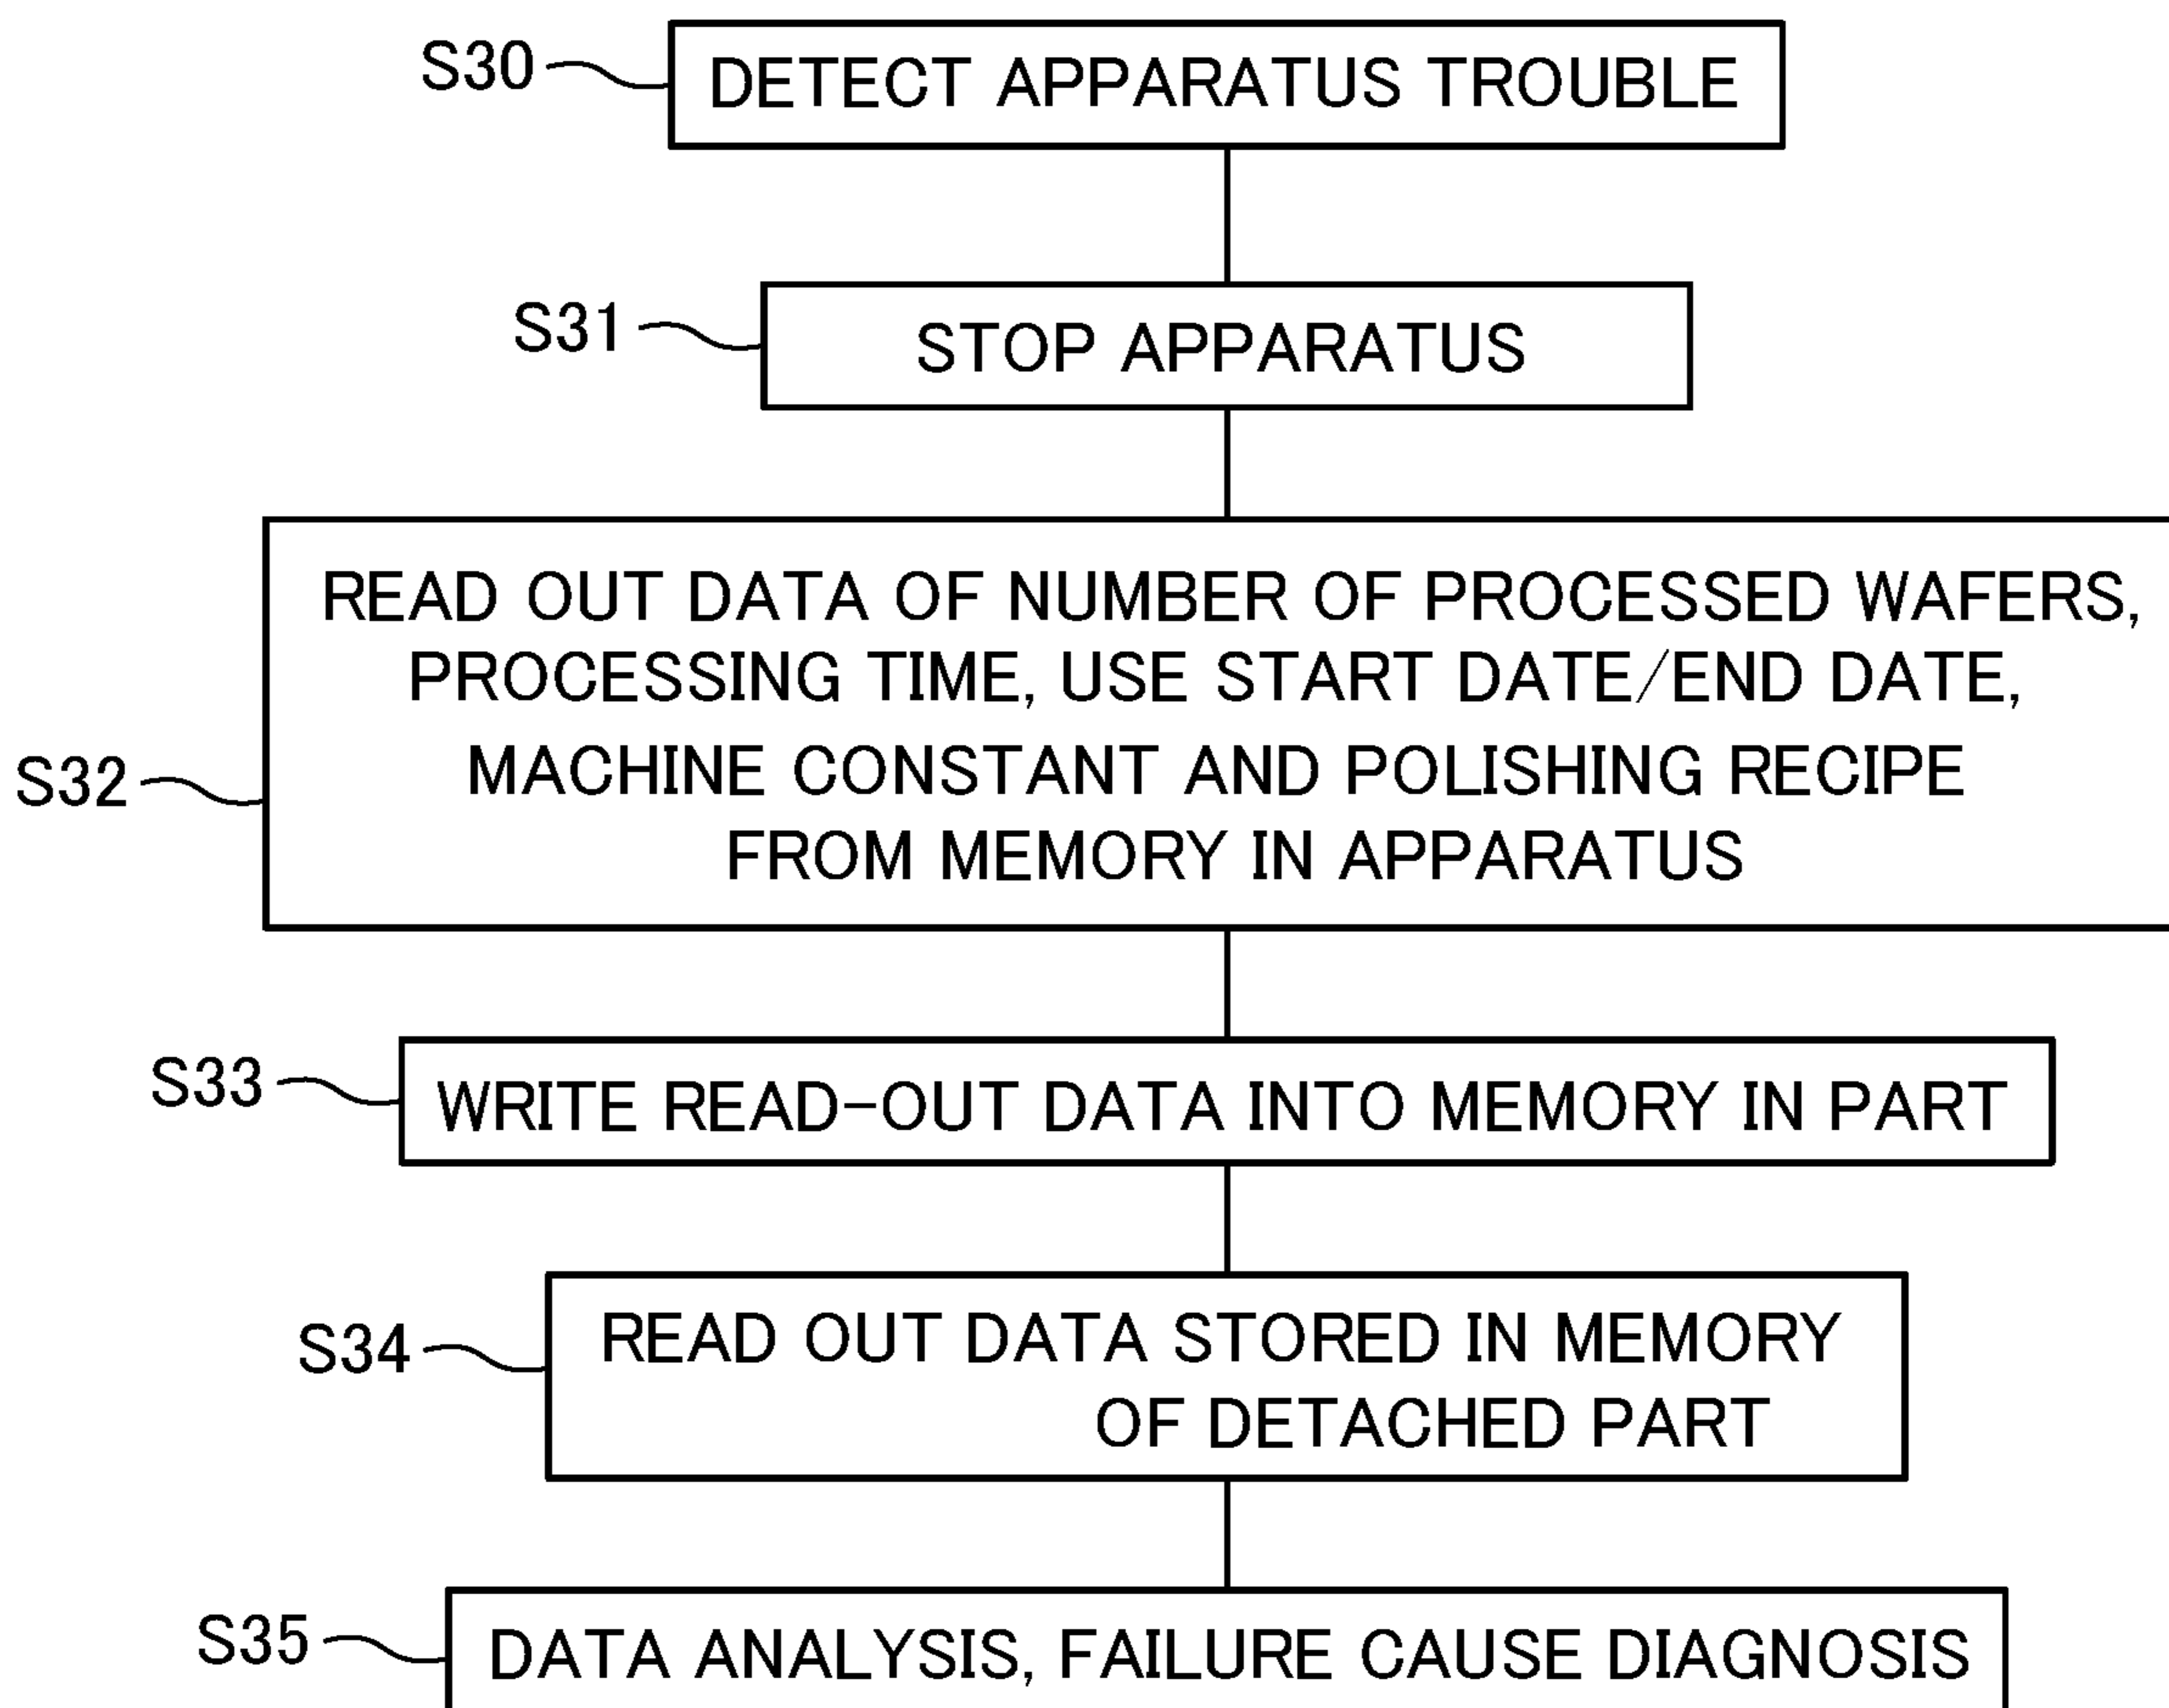 S30
DETECT APPARATUS TROUBLE
S31
STOP APPARATUS
READ OUT DATA OF NUMBER OF PROCESSED WAFERS,
PROCESSING TIME, USE START DATE/END DATE,
MACHINE CONSTANT AND POLISHING RECIPE
S32
FROM MEMORY IN APPARATUS
S33
WRITE READ-OUT DATA INTO MEMORY IN PART
S34
READ OUT DATA STORED IN MEMORY
OF DETACHED PART
S35
DATA ANALYSIS, FAILURE CAUSE DIAGNOSIS